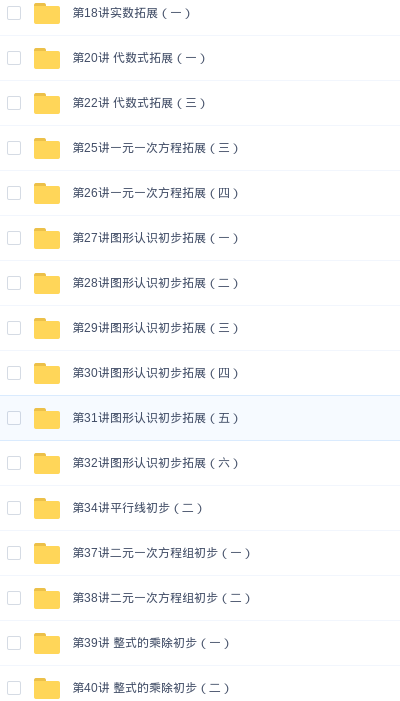 第18讲实数拓展（一）
第20讲 代数式拓展（一）
第22讲 代数式拓展（三）
第25讲一元一次方程拓展（三）
第26讲一元一次方程拓展（四）
第27讲图形认识初步拓展（一）
第28讲图形认识初步拓展（二）
第29讲图形认识初步拓展（三）
第30讲图形认识初步拓展（四）
第31讲图形认识初步拓展（五）
第32讲图形认识初步拓展（六）
第34讲平行线初步（二）
第37讲二元一次方程组初步（一）
第38讲二元一次方程组初步（二）
第39讲 整式的乘除初步（一）
第40讲 整式的乘除初步（二）